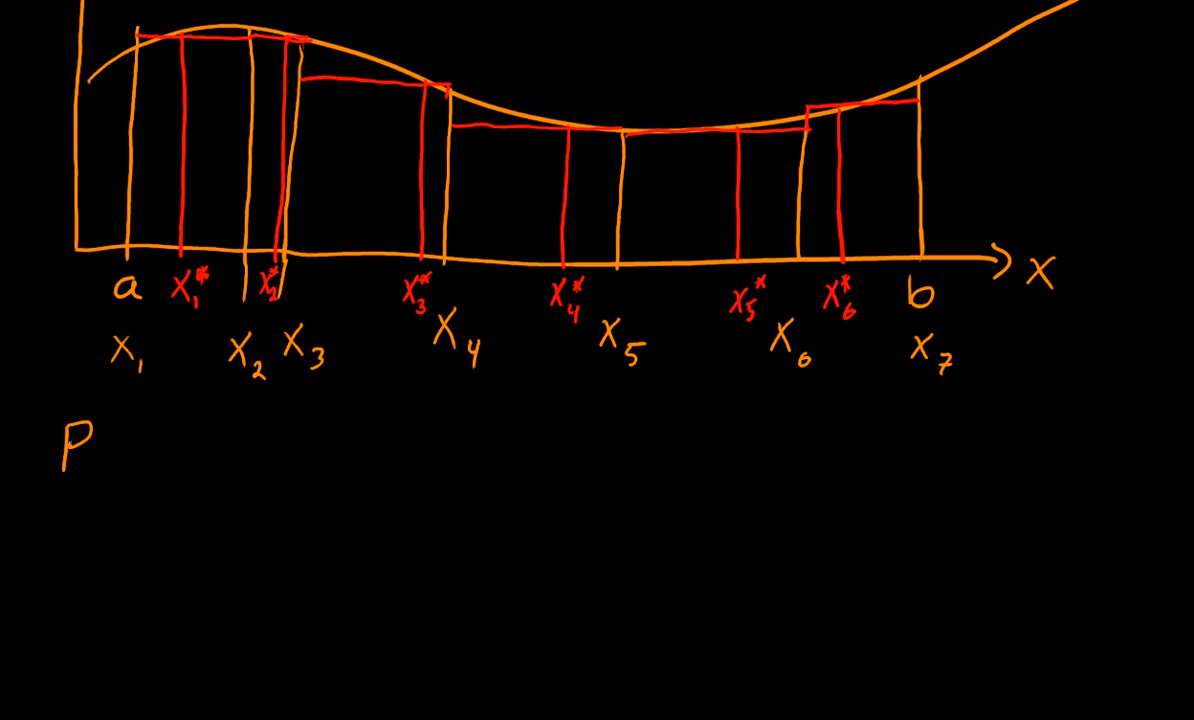 a X₁* X₂* X₃* X₄* X₅* X₆* b X
X₁ X₂ X₃ X₄ X₅ X₆ X₇
P